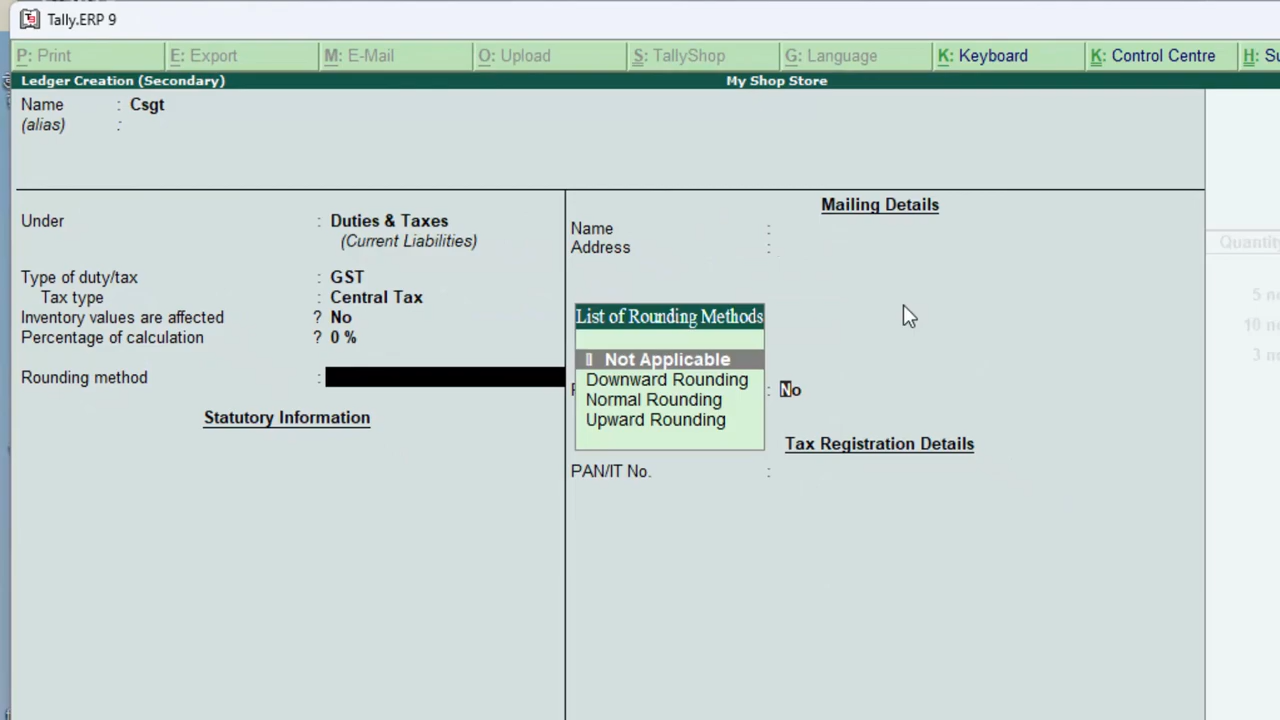 Tally.ERP 9
P: Print E: Export M: E-Mail O: Upload S: TallyShop G: Language K: Keyboard K: Control Centre H:
Ledger Creation (Secondary) My Shop Store
Name : Csgt
(alias) :
Under : Duties & Taxes
(Current Liabilities)
Type of duty/tax : GST
Tax type : Central Tax
Inventory values are affected ? No
Percentage of calculation ? 0 %
Rounding method :
Statutory Information
Mailing Details
Name :
Address :
List of Rounding Methods
Not Applicable
Downward Rounding
Normal Rounding
Upward Rounding
: No
Tax Registration Details
PAN/IT No. :
Quantity
5
10
3